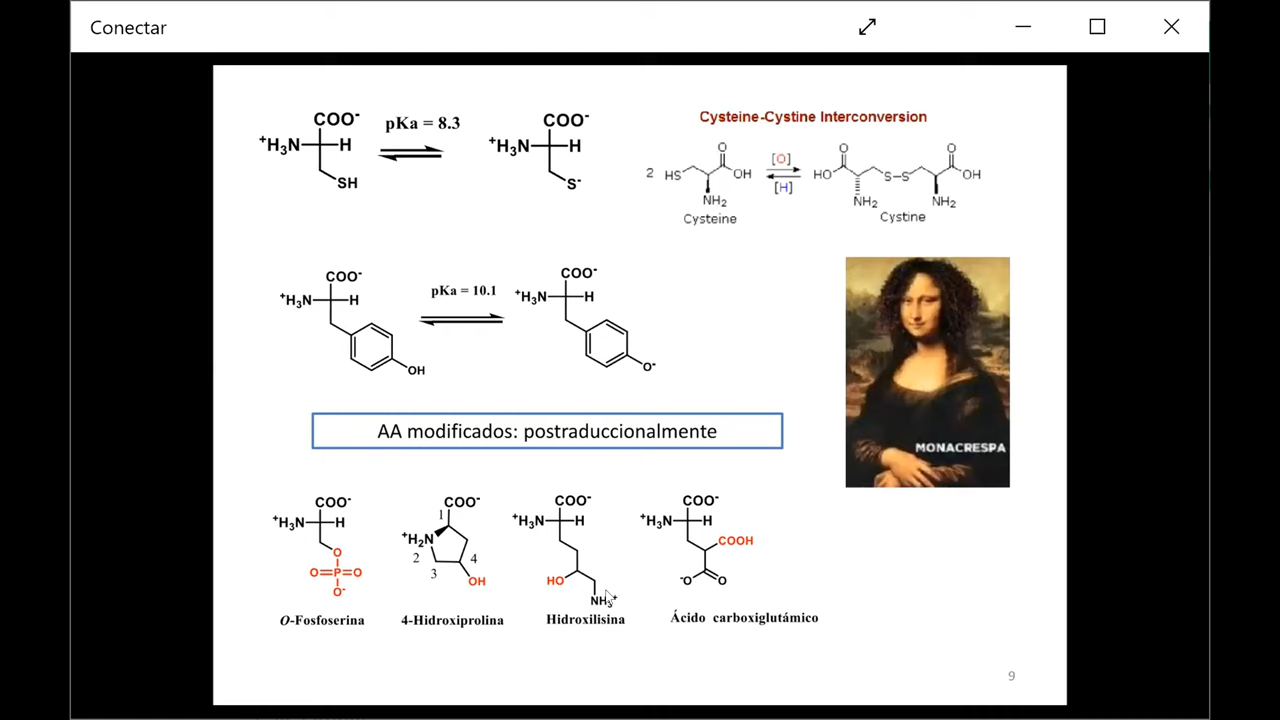 Conectar
COO-
+H3N
H
SH
pKa = 8.3
COO-
+H3N
H
S-
Cysteine-Cystine Interconversion
2
HS
O
OH
NH2
Cysteine
[O]
[H]
O
HO
NH2
S-S
O
OH
NH2
Cystine
COO-
+H3N
H
OH
pKa = 10.1
COO-
+H3N
H
O-
MONACRESPA
AA modificados: postraduccionalmente
COO-
+H3N
H
O
O=P=O
O-
O-Fosfoserina
COO-
1
+H2N
2
3
4
OH
4-Hidroxiprolina
COO-
+H3N
H
HO
NH3+
Hidroxilisina
COO-
+H3N
H
COOH
-O
O
Ácido carboxiglutámico
9